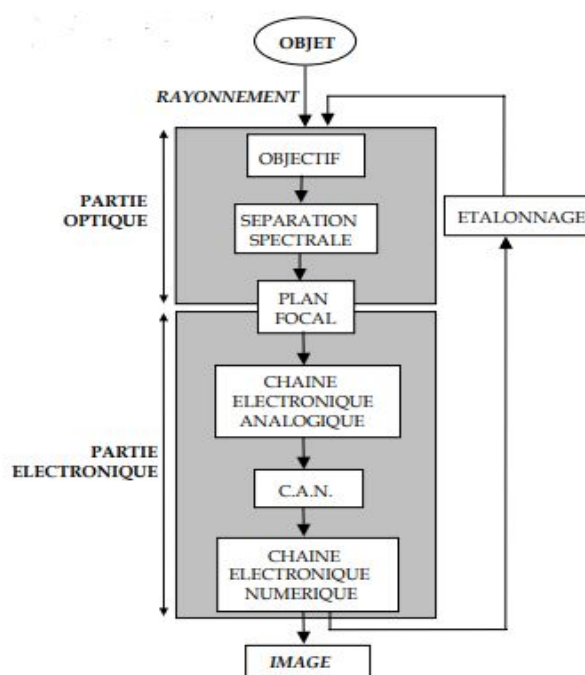 OBJET
RAYONNEMENT
OBJECTIF
PARTIE
OPTIQUE
SEPARATION
SPECTRALE
ETALONNAGE
PLAN
FOCAL
CHAINE
ELECTRONIQUE
ANALOGIQUE
PARTIE
ELECTRONIQUE
C.A.N.
CHAINE
ELECTRONIQUE
NUMERIQUE
IMAGE